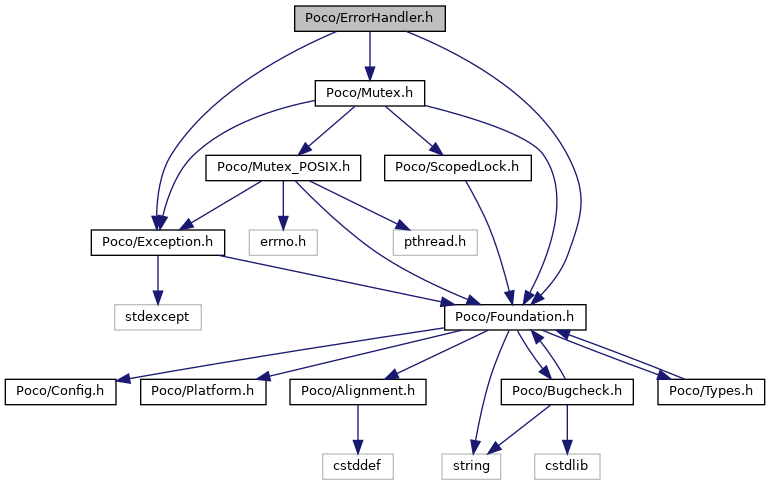 Poco/ErrorHandler.h
Poco/Mutex.h
Poco/Mutex_POSIX.h
Poco/ScopedLock.h
Poco/Exception.h
errno.h
pthread.h
stdexcept
Poco/Foundation.h
Poco/Config.h
Poco/Platform.h
Poco/Alignment.h
Poco/Bugcheck.h
Poco/Types.h
cstddef
string
cstdlib